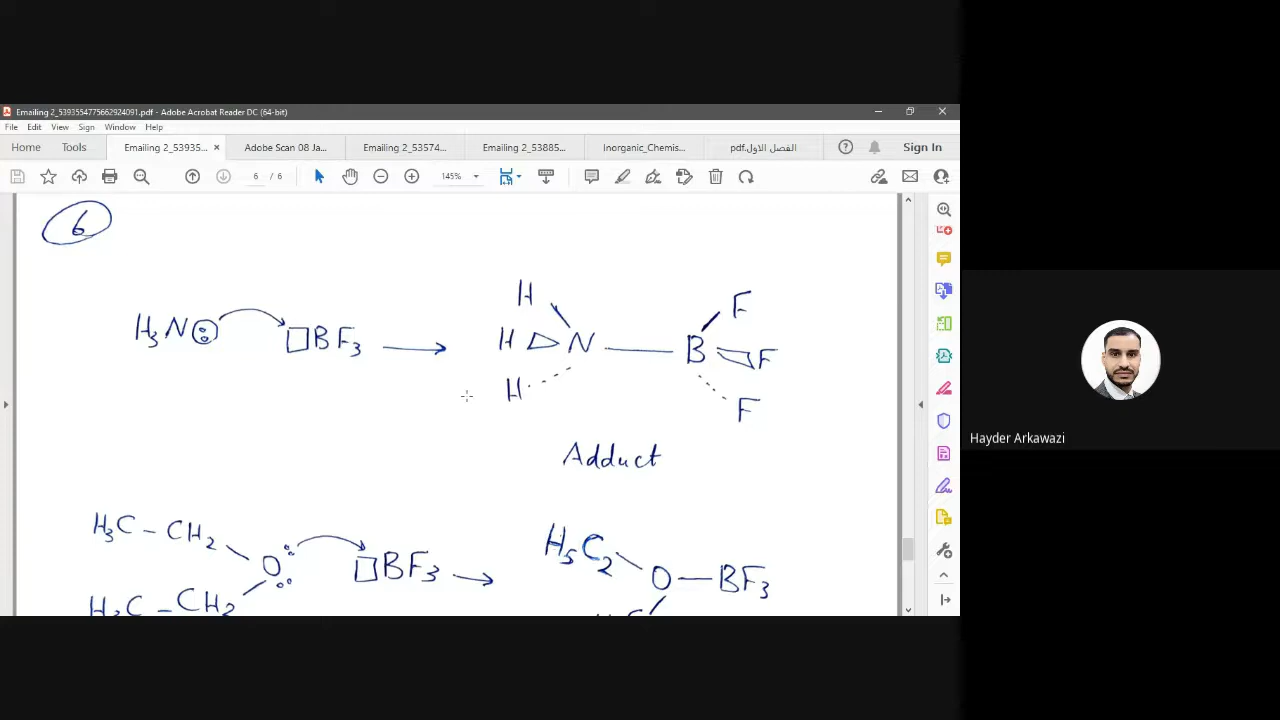 Emailing 2_5393554775662924091.pdf - Adobe Acrobat Reader DC (64-bit)
File Edit View Sign Window Help
Home Tools Emailing 2_53935... × Adobe Scan 08 Ja... Emailing 2_53574... Emailing 2_53885... Inorganic_Chemis... الفصل الاول.pdf Sign In
6 / 6 145%
6
H3N: BF3 H H H N B F F F
Adduct
H3C - CH2 O BF3 H5C2 O - BF3
H3C - CH2
Hayder Arkawazi